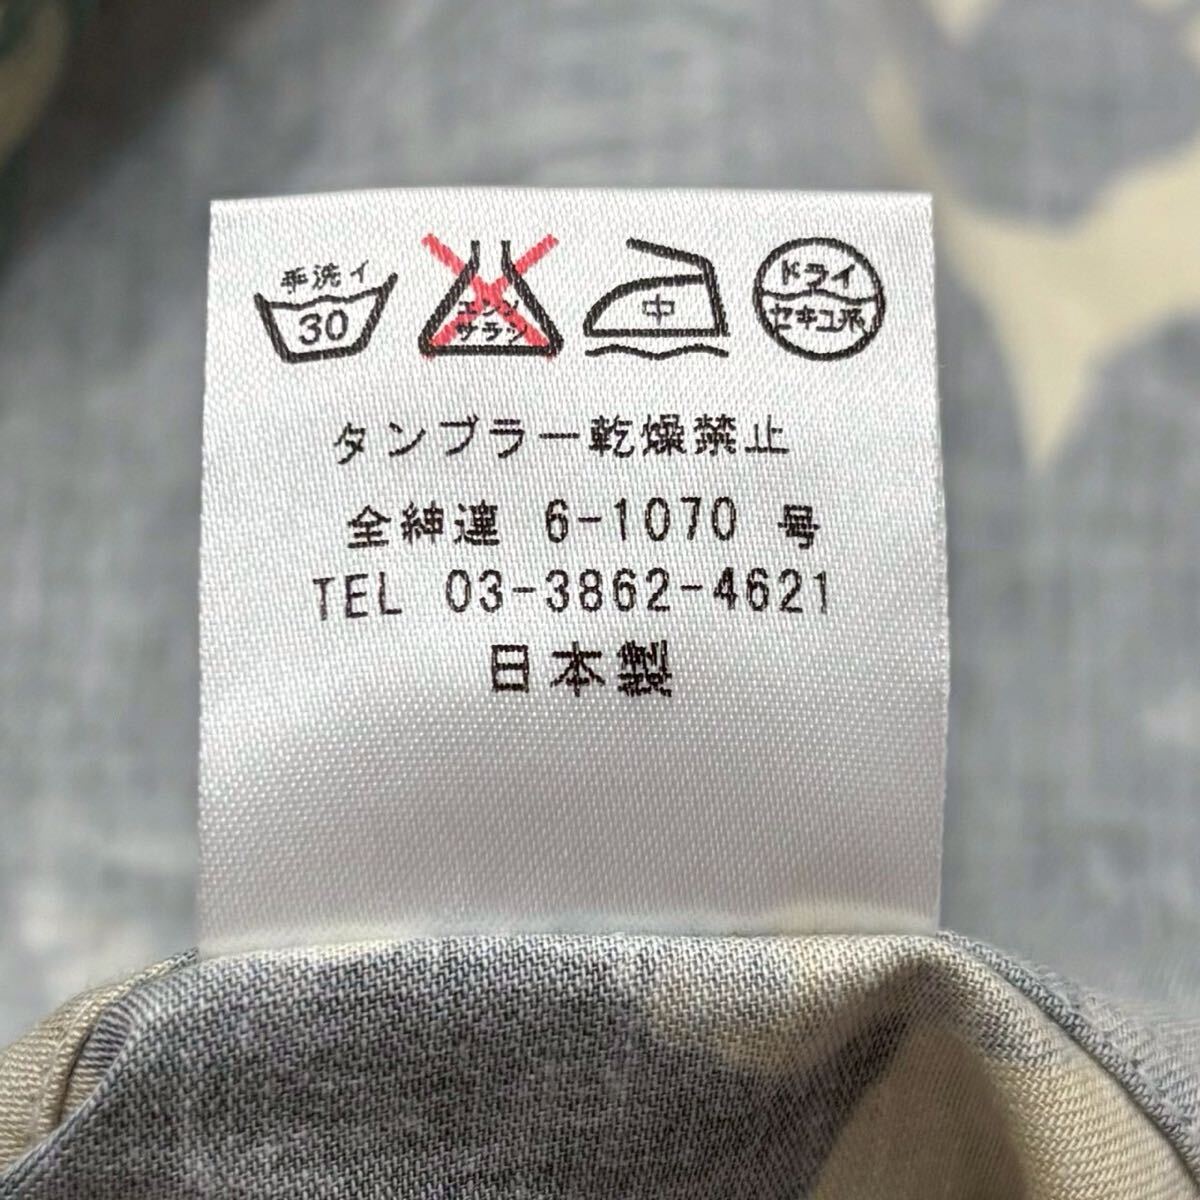 手洗イ 30 エンソサラシ 中 ドライ セキユ系
タンブラー乾燥禁止
全紳連 6-1070 号
TEL 03-3862-4621
日本製